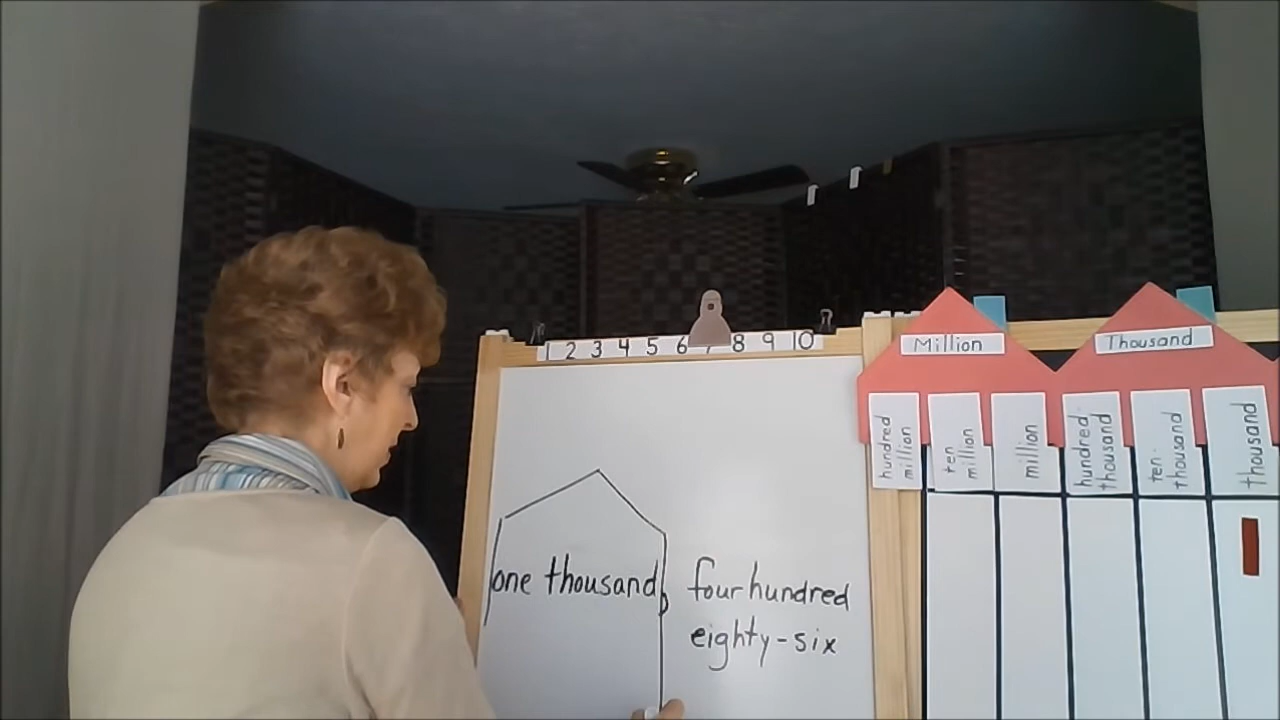 1 2 3 4 5 6 7 8 9 10
one thousand, four hundred
eighty-six
Million
Thousand
hundred
million
ten
million
million
hundred-
thousand
ten-
thousand
thousand